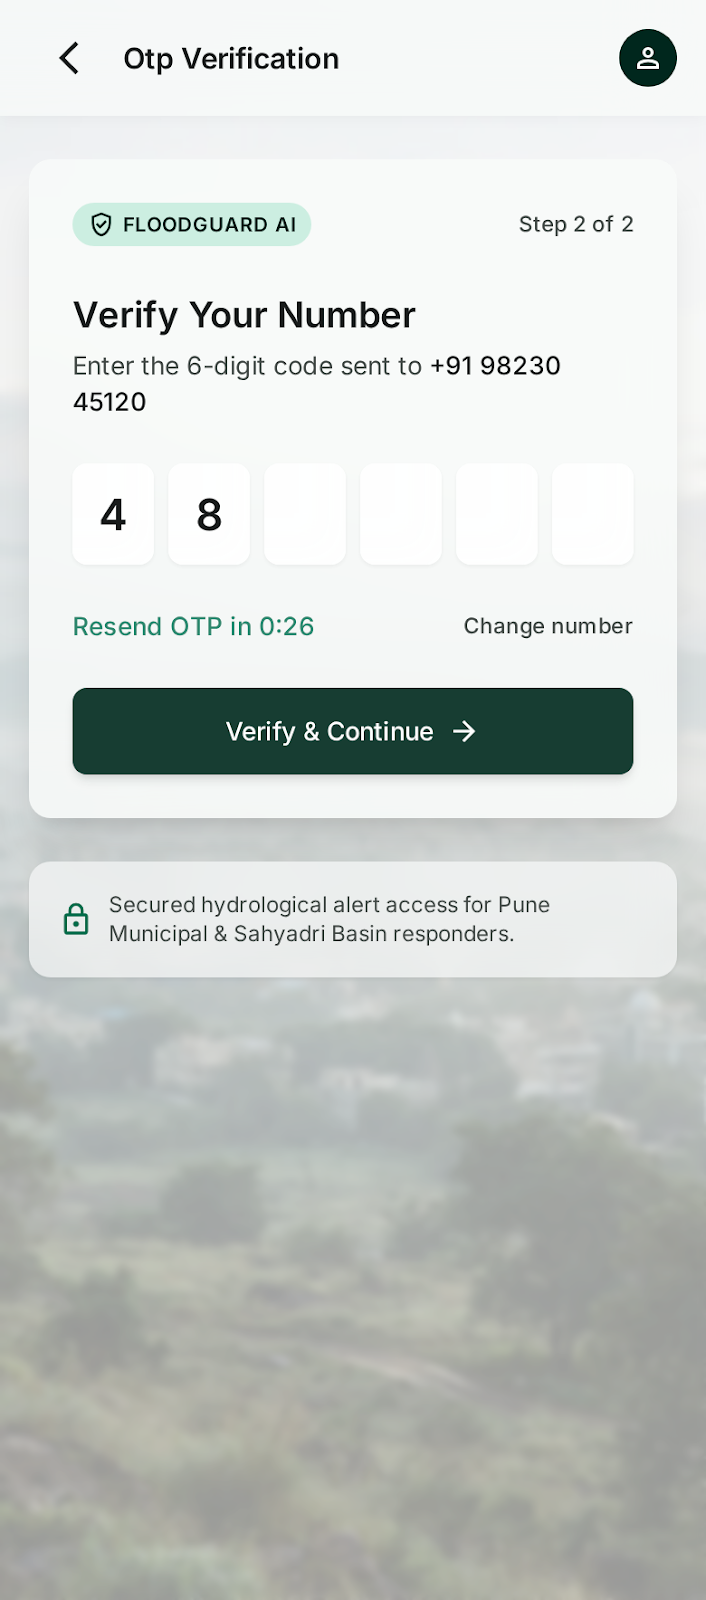 Otp Verification
FLOODGUARD AI
Step 2 of 2
Verify Your Number
Enter the 6-digit code sent to +91 98230
45120
4 8
Resend OTP in 0:26
Change number
Verify & Continue →
Secured hydrological alert access for Pune
Municipal & Sahyadri Basin responders.